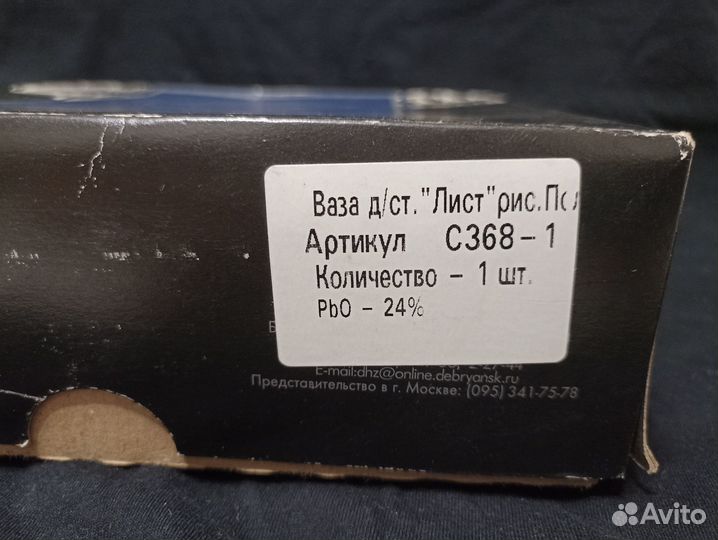 Ваза д/ст."Лист"рис.Пол
Артикул С368-1
Количество - 1 шт.
PbO - 24%
E-mail:dhz@online.debryansk.ru
Представительство в г. Москве: (095) 341-75-78
Avito